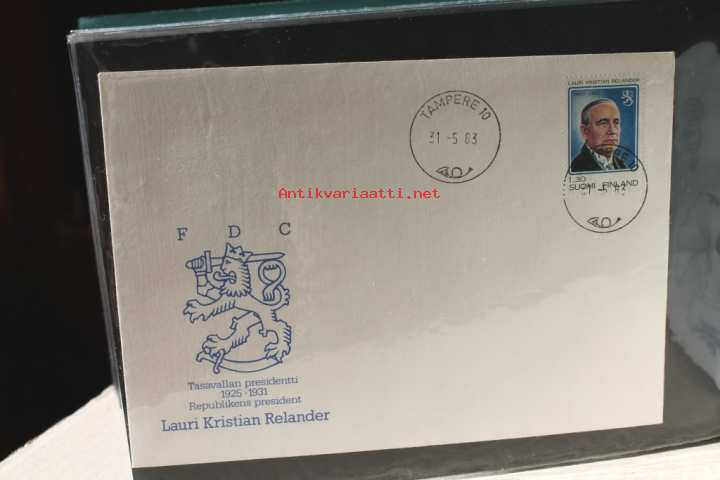 LAURI KRISTIAN RELANDER
TAMPERE 10
31 -5 83
1,30
SUOMI FINLAND
Antikvariaatti.net
F D C
Tasavallan presidentti
1925-1931
Republikens president
Lauri Kristian Relander